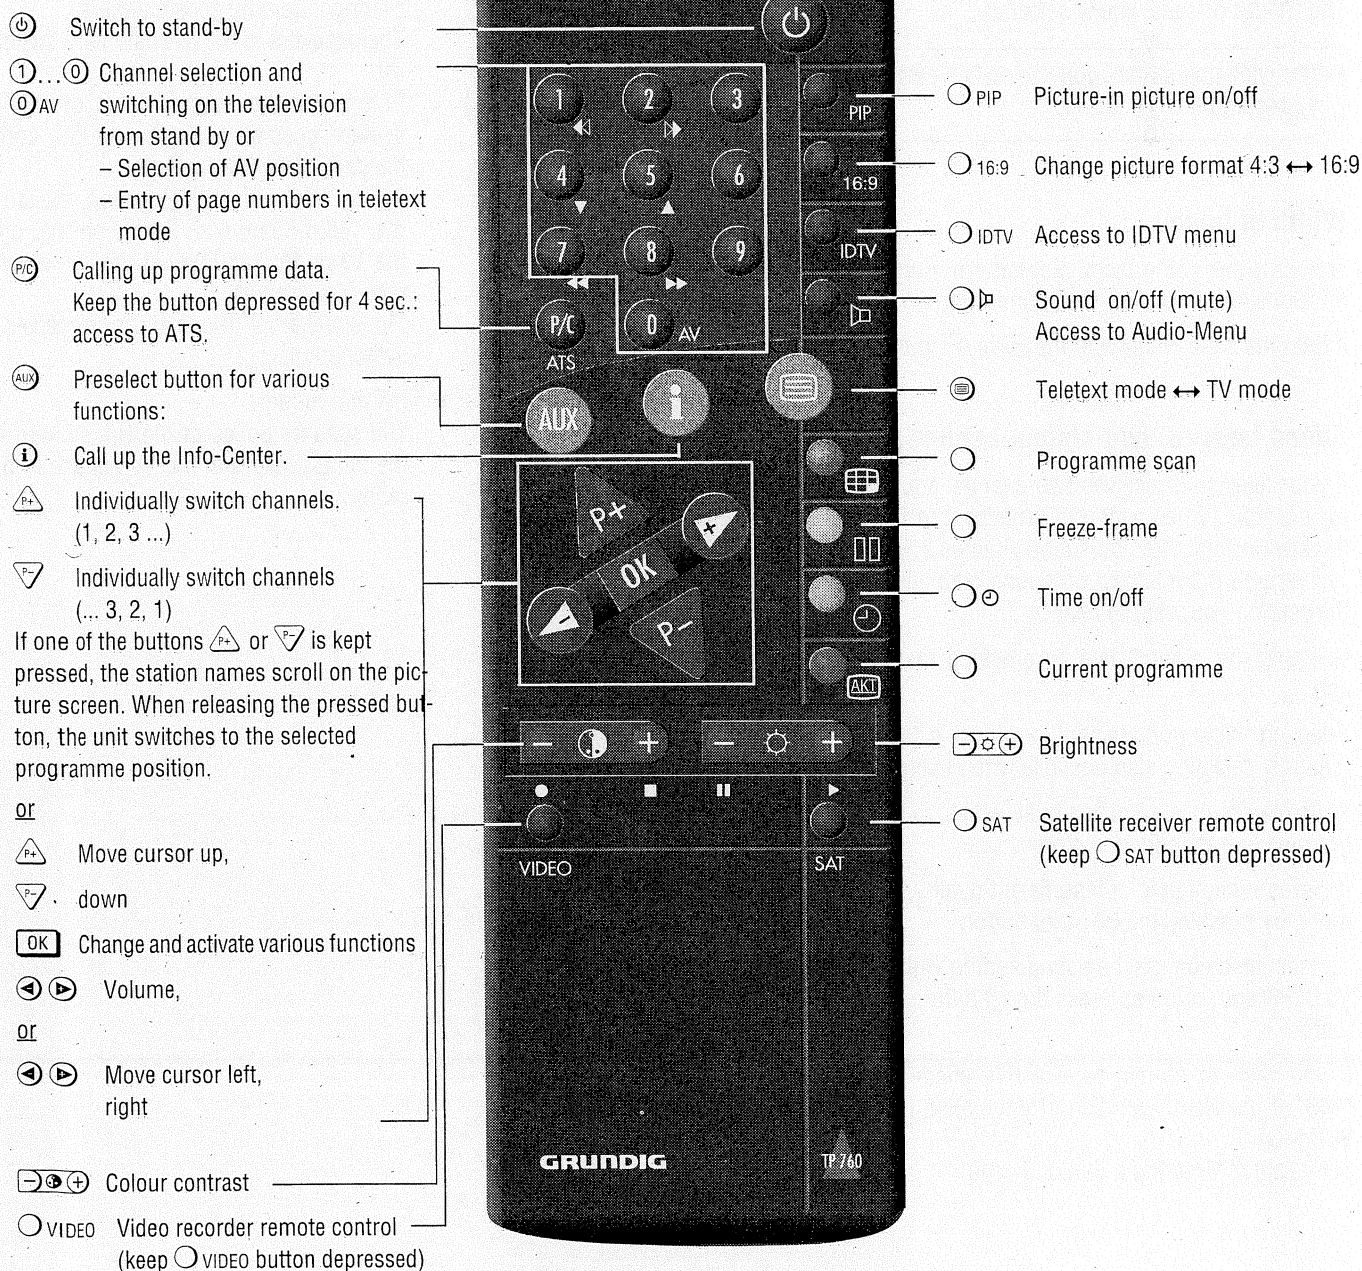 Switch to stand-by
1...0 Channel selection and
0 AV switching on the television
from stand by or
– Selection of AV position
– Entry of page numbers in teletext
mode
P/C Calling up programme data.
Keep the button depressed for 4 sec.:
access to ATS.
AUX Preselect button for various
functions:
i Call up the Info-Center.
P+ Individually switch channels.
(1, 2, 3 ...)
P- Individually switch channels
(... 3, 2, 1)
If one of the buttons P+ or P- is kept
pressed, the station names scroll on the pic-
ture screen. When releasing the pressed but-
ton, the unit switches to the selected
programme position.
or
P+ Move cursor up,
P- down
OK Change and activate various functions
Volume,
or
Move cursor left,
right
- + Colour contrast
VIDEO Video recorder remote control
(keep VIDEO button depressed)
1 2 3
4 5 6
7 8 9
P/C 0 AV
ATS
AUX i
P+ +
OK
- P-
- + - +
VIDEO SAT
GRUNDIG TP 760
PIP
16:9
IDTV
AKT
PIP Picture-in picture on/off
16:9 Change picture format 4:3 ↔ 16:9
IDTV Access to IDTV menu
Sound on/off (mute)
Access to Audio-Menu
Teletext mode ↔ TV mode
Programme scan
Freeze-frame
Time on/off
Current programme
- + Brightness
SAT Satellite receiver remote control
(keep SAT button depressed)